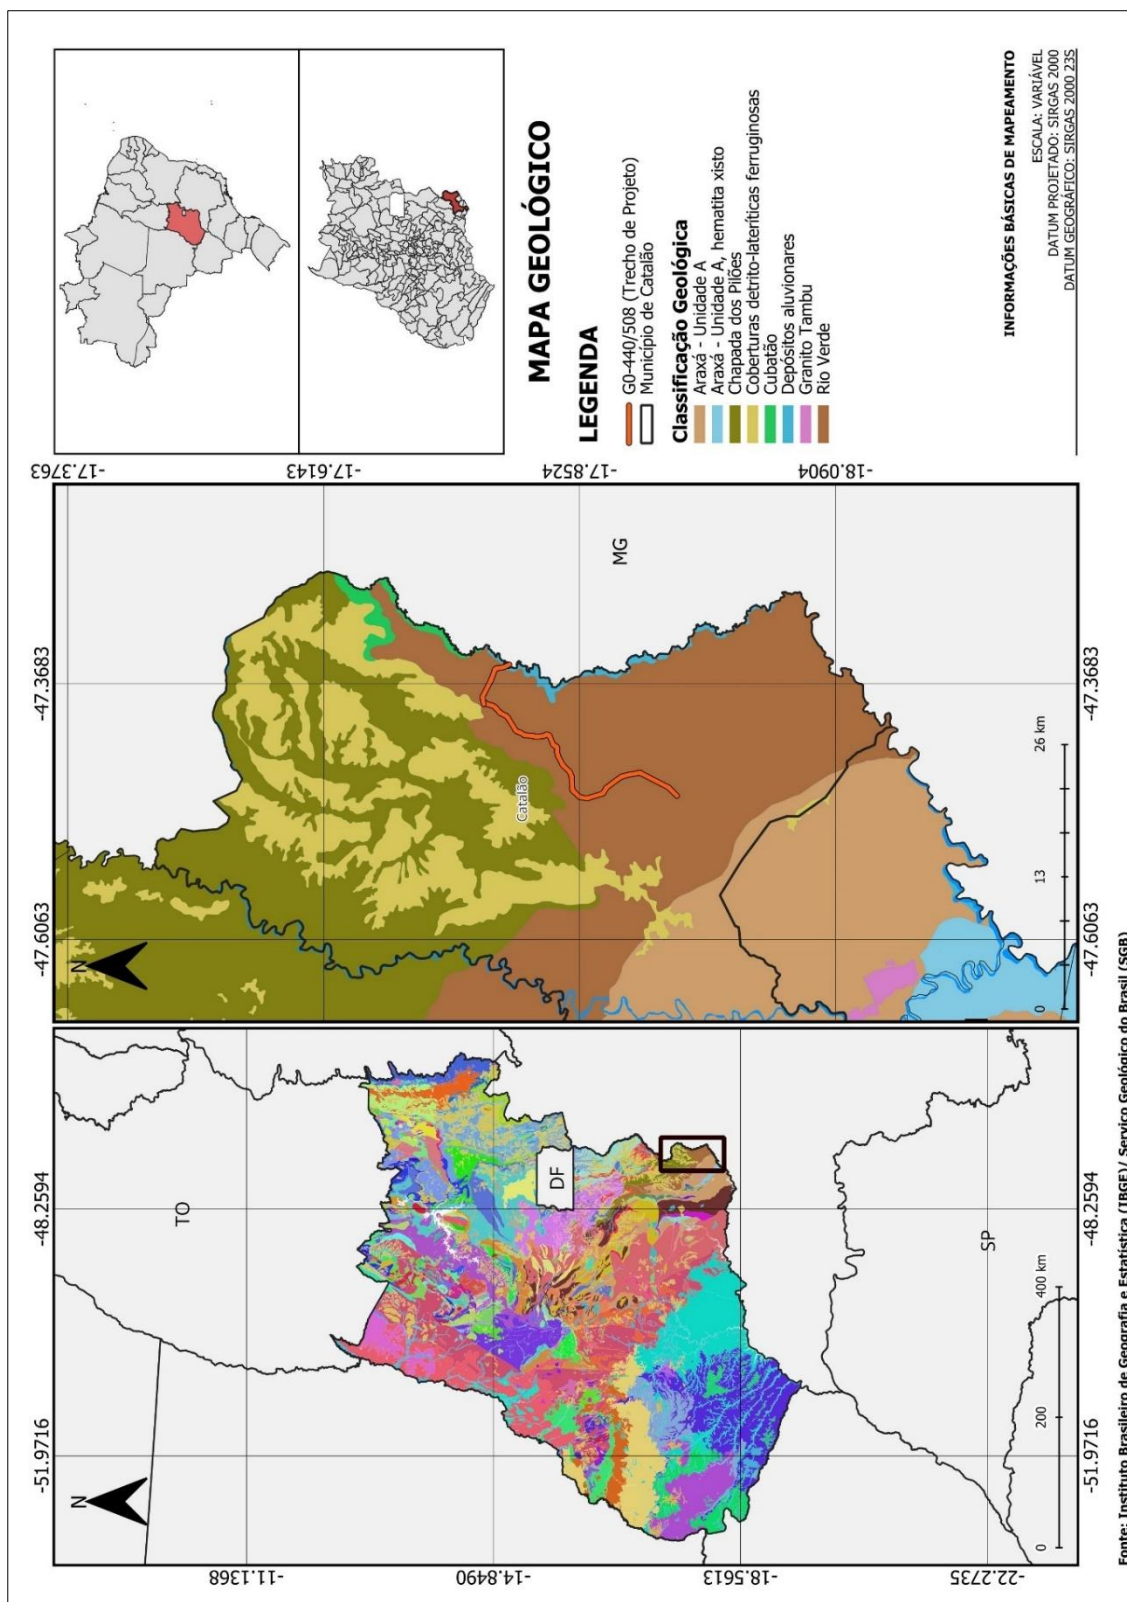 N
TO
DF
SP
-11.1368
-14.8490
-18.5613
-22.2735
-51.9716
-48.2594
0
200
400 km
N
Catalão
MG
-47.6063
-47.3683
-47.6063
-47.3683
-17.3763
-17.6143
-17.8524
-18.0904
0
13
26 km
-51.9716
-48.2594
MAPA GEOLÓGICO
LEGENDA
G0-440/508 (Trecho de Projeto)
Município de Catalão
Classificação Geológica
Araxá - Unidade A
Araxá - Unidade A, hematita xisto
Chapada dos Pilões
Coberturas detrito-lateríticas ferruginosas
Cubatão
Depósitos aluvionares
Granito Tambu
Rio Verde
INFORMAÇÕES BÁSICAS DE MAPEAMENTO
ESCALA: VARIÁVEL
DATUM PROJETADO: SIRGAS 2000
DATUM GEOGRÁFICO: SIRGAS 2000 23S
Fonte: Instituto Brasileiro de Geografia e Estatística (IBGE)/ Serviço Geológico do Brasil (SGB)